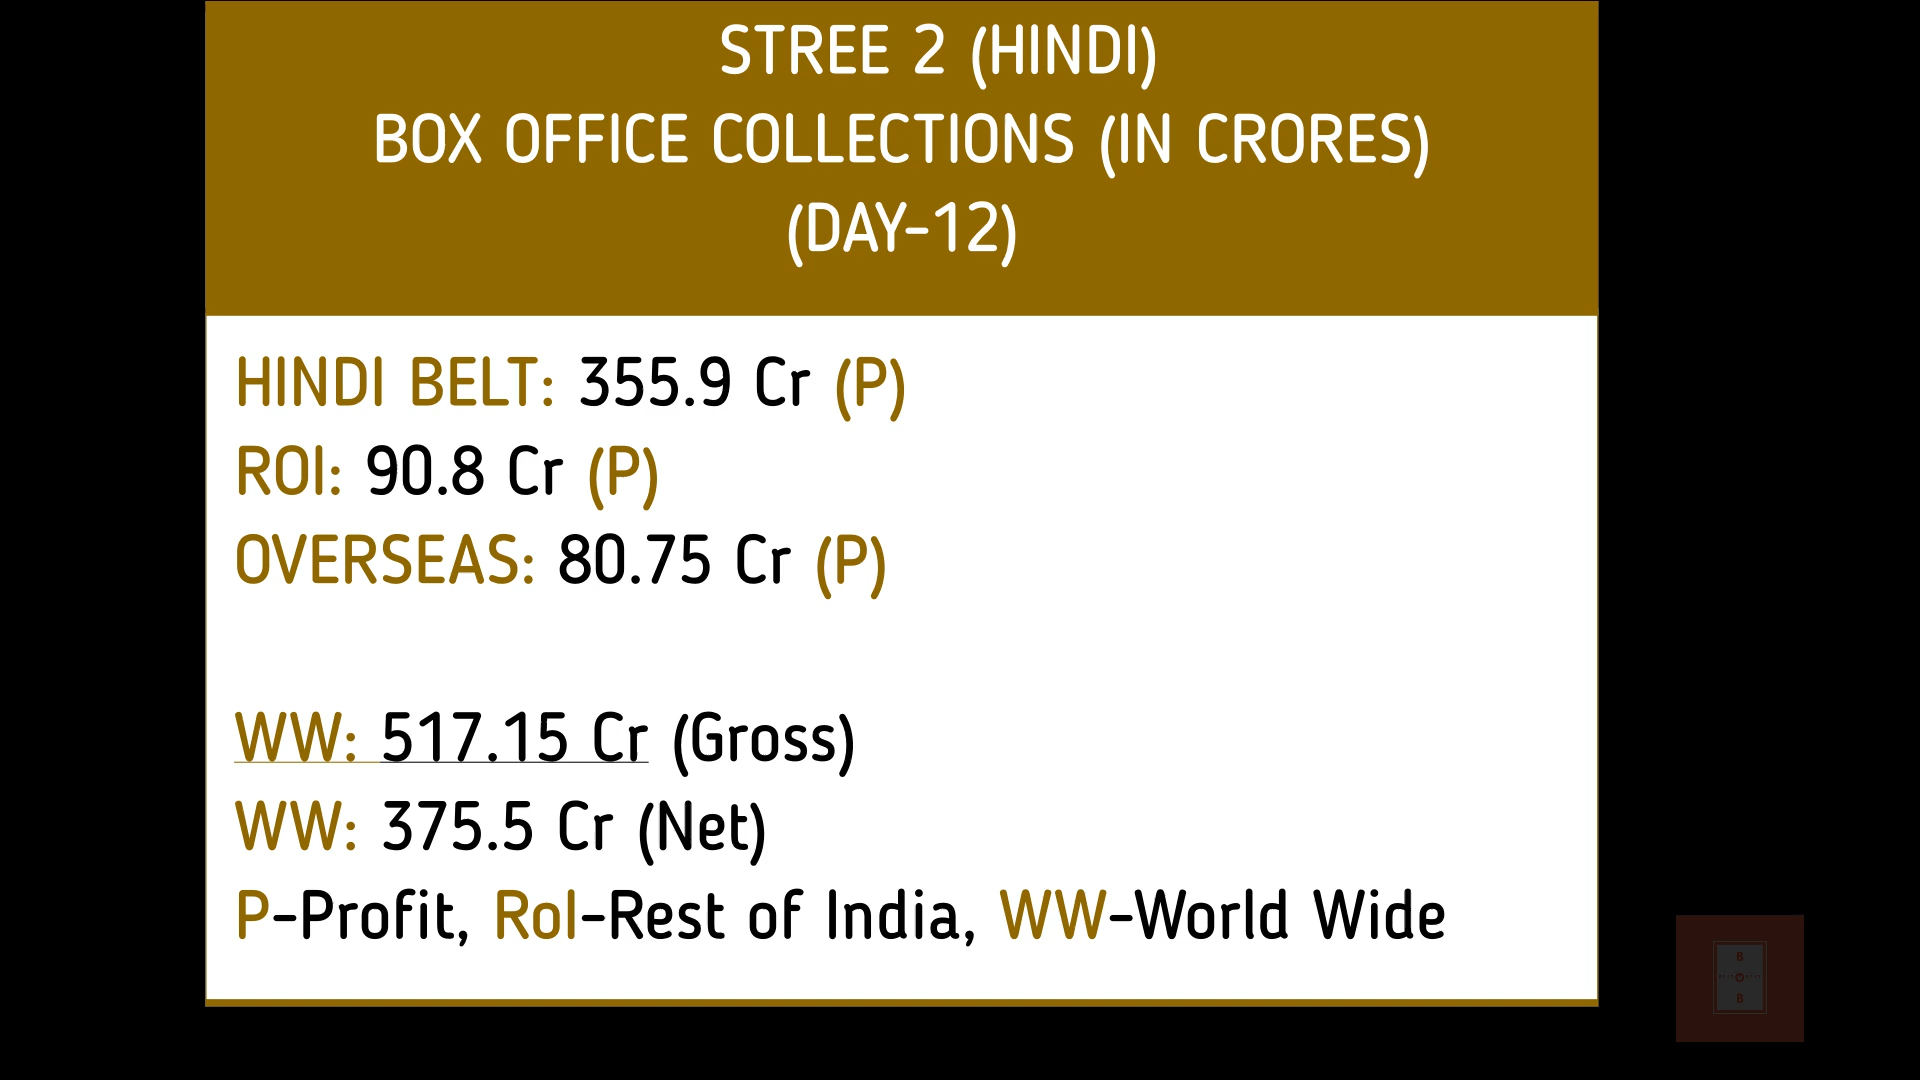 STREE 2 (HINDI)
BOX OFFICE COLLECTIONS (IN CRORES)
(DAY-12)
HINDI BELT: 355.9 Cr (P)
ROI: 90.8 Cr (P)
OVERSEAS: 80.75 Cr (P)
WW: 517.15 Cr (Gross)
WW: 375.5 Cr (Net)
P-Profit, RoI-Rest of India, WW-World Wide
B
O
B